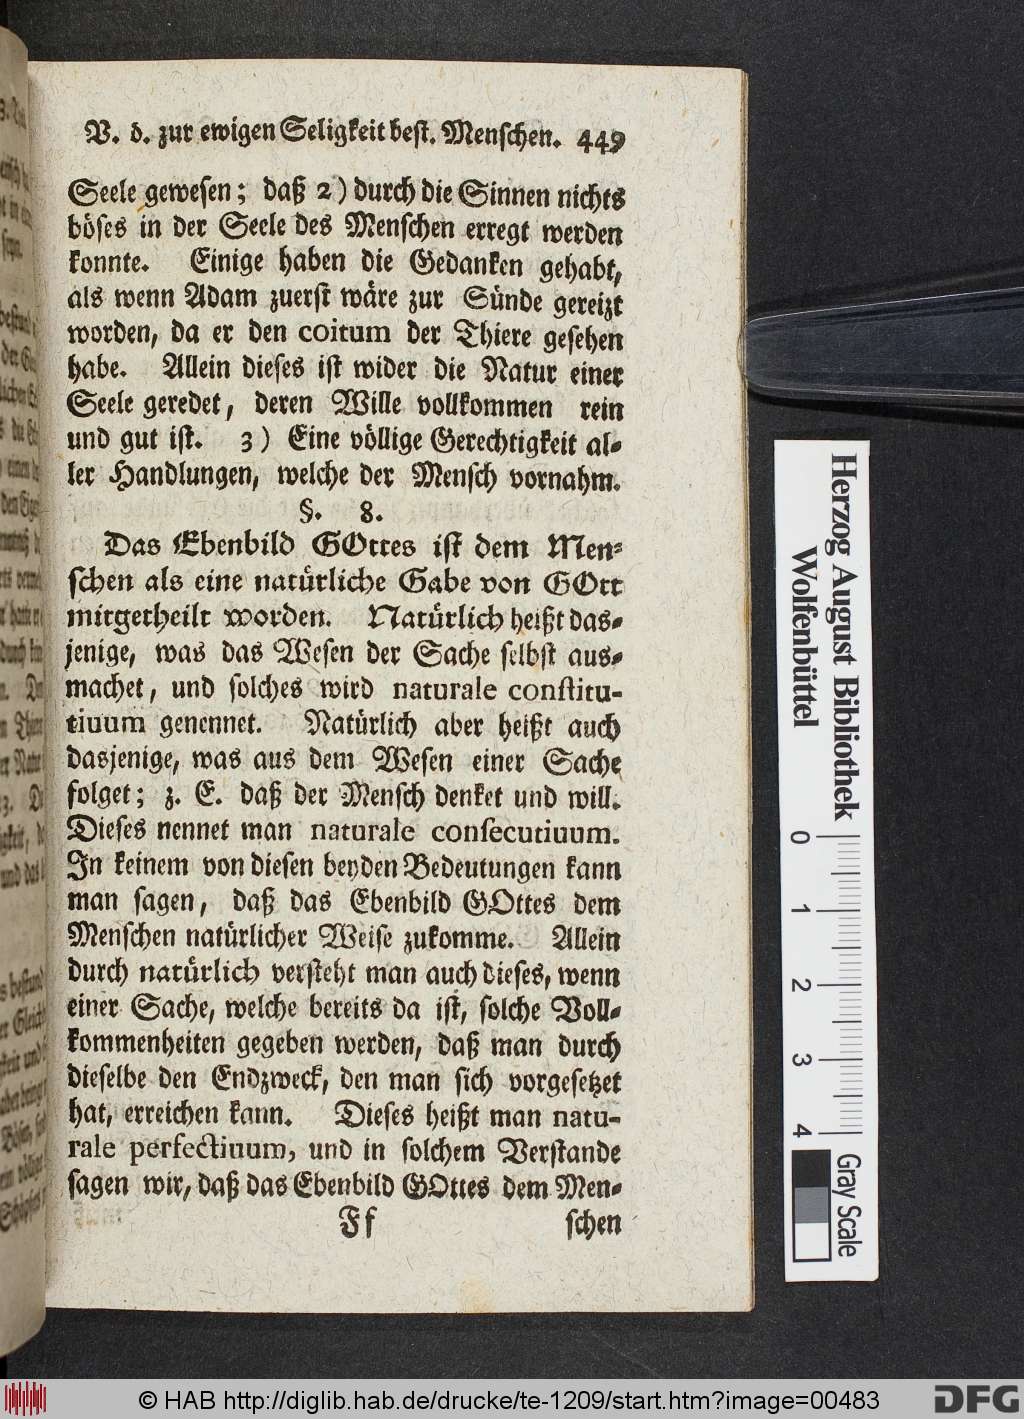 V. d. zur ewigen Seligkeit best. Menschen. 449
Seele gewesen; daß 2) durch die Sinnen nichts
böses in der Seele des Menschen erregt werden
konnte. Einige haben die Gedanken gehabt,
als wenn Adam zuerst wäre zur Sünde gereizt
worden, da er den coitum der Thiere gesehen
habe. Allein dieses ist wider die Natur einer
Seele geredet, deren Wille vollkommen rein
und gut ist. 3) Eine völlige Gerechtigkeit al-
ler Handlungen, welche der Mensch vornahm.
§. 8.
Das Ebenbild GOttes ist dem Men-
schen als eine natürliche Gabe von GOtt
mitgetheilt worden. Natürlich heißt das-
jenige, was das Wesen der Sache selbst aus-
machet, und solches wird naturale constitu-
tiuum genennet. Natürlich aber heißt auch
dasjenige, was aus dem Wesen einer Sache
folget; z. E. daß der Mensch denket und will.
Dieses nennet man naturale consecutiuum.
In keinem von diesen beyden Bedeutungen kann
man sagen, daß das Ebenbild GOttes dem
Menschen natürlicher Weise zukomme. Allein
durch natürlich versteht man auch dieses, wenn
einer Sache, welche bereits da ist, solche Voll-
kommenheiten gegeben werden, daß man durch
dieselbe den Endzweck, den man sich vorgesetzet
hat, erreichen kann. Dieses heißt man natu-
rale perfectiuum, und in solchem Verstande
sagen wir, daß das Ebenbild GOttes dem Men-
Ff schen
Herzog August Bibliothek
Wolfenbüttel
0 1 2 3 4
Gray Scale
© HAB http://diglib.hab.de/drucke/te-1209/start.htm?image=00483
DFG